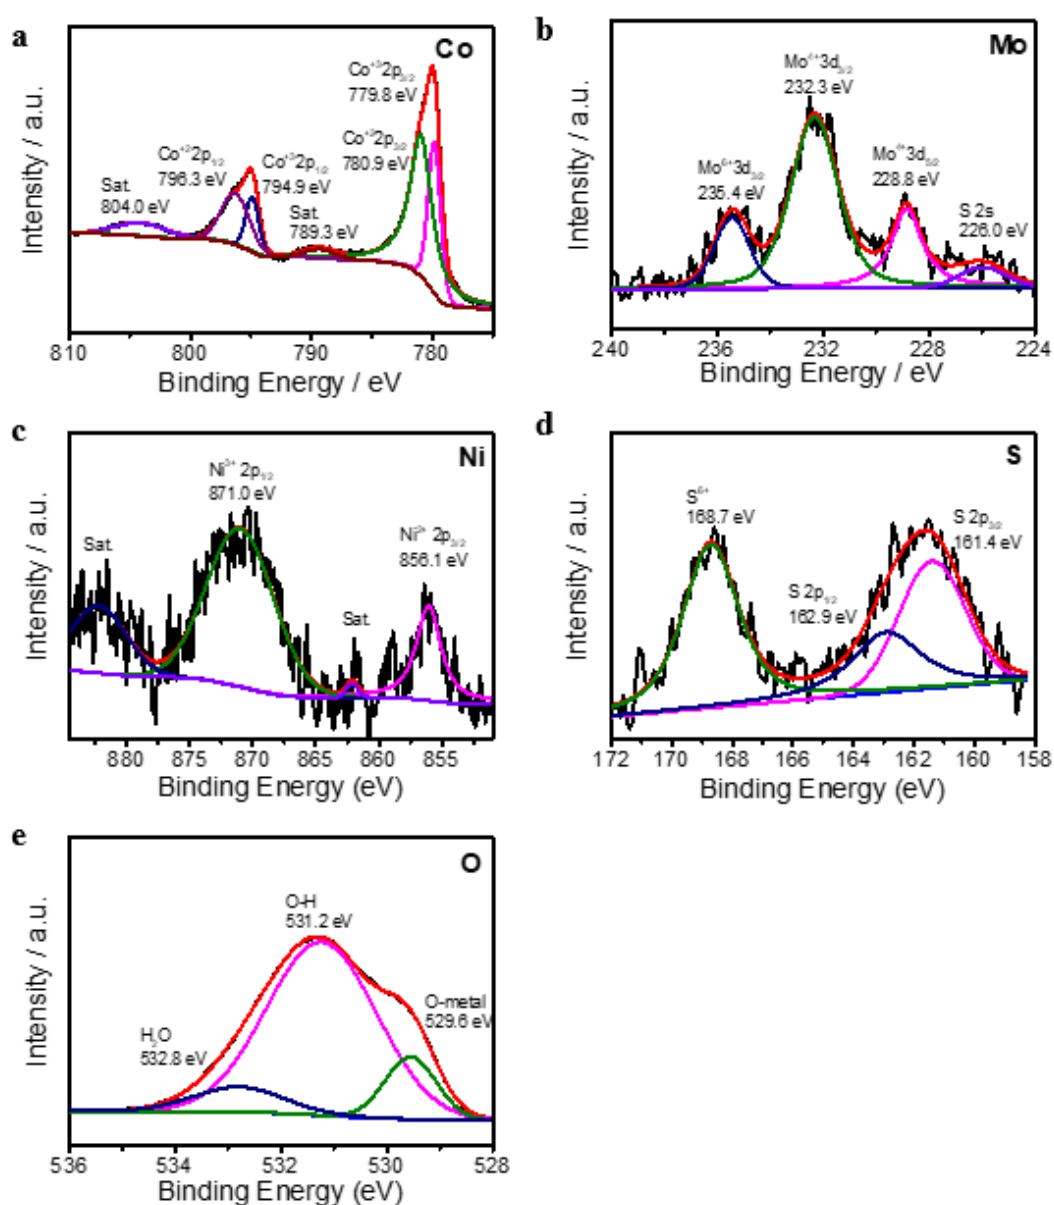 a
Co
Co⁺³2p₃/₂
779.8 eV
Co⁺²2p₃/₂
780.9 eV
Co⁺²2p₁/₂
796.3 eV
Co⁺³2p₁/₂
794.9 eV
Sat.
804.0 eV
Sat.
789.3 eV
Intensity / a.u.
810 800 790 780
Binding Energy / eV
b
Mo
Mo⁴⁺3d₃/₂
232.3 eV
Mo⁶⁺3d₃/₂
235.4 eV
Mo⁴⁺3d₅/₂
228.8 eV
S 2s
226.0 eV
Intensity / a.u.
240 236 232 228 224
Binding Energy / eV
c
Ni
Ni³⁺ 2p₁/₂
871.0 eV
Ni²⁺ 2p₃/₂
856.1 eV
Sat.
Sat.
Intensity / a.u.
880 875 870 865 860 855
Binding Energy (eV)
d
S
S⁶⁺
168.7 eV
S 2p₃/₂
161.4 eV
S 2p₁/₂
162.9 eV
Intensity / a.u.
172 170 168 166 164 162 160 158
Binding Energy (eV)
e
O
O-H
531.2 eV
O-metal
529.6 eV
H₂O
532.8 eV
Intensity / a.u.
536 534 532 530 528
Binding Energy (eV)